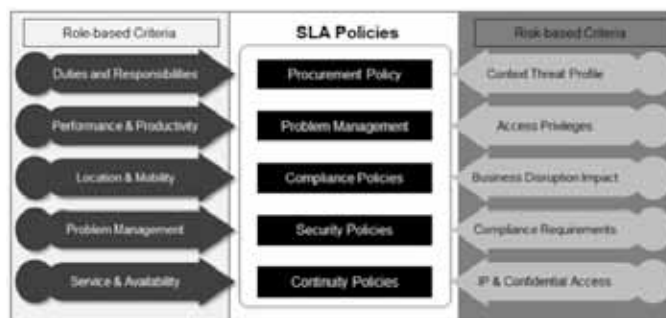 Role-based Criteria
Duties and Responsibilities
Performance & Productivity
Location & Mobility
Problem Management
Service & Availability
SLA Policies
Procurement Policy
Problem Management
Compliance Policies
Security Policies
Continuity Policies
Risk-based Criteria
Context Threat Profile
Access Privileges
Business Disruption Impact
Compliance Requirements
IP & Confidential Access